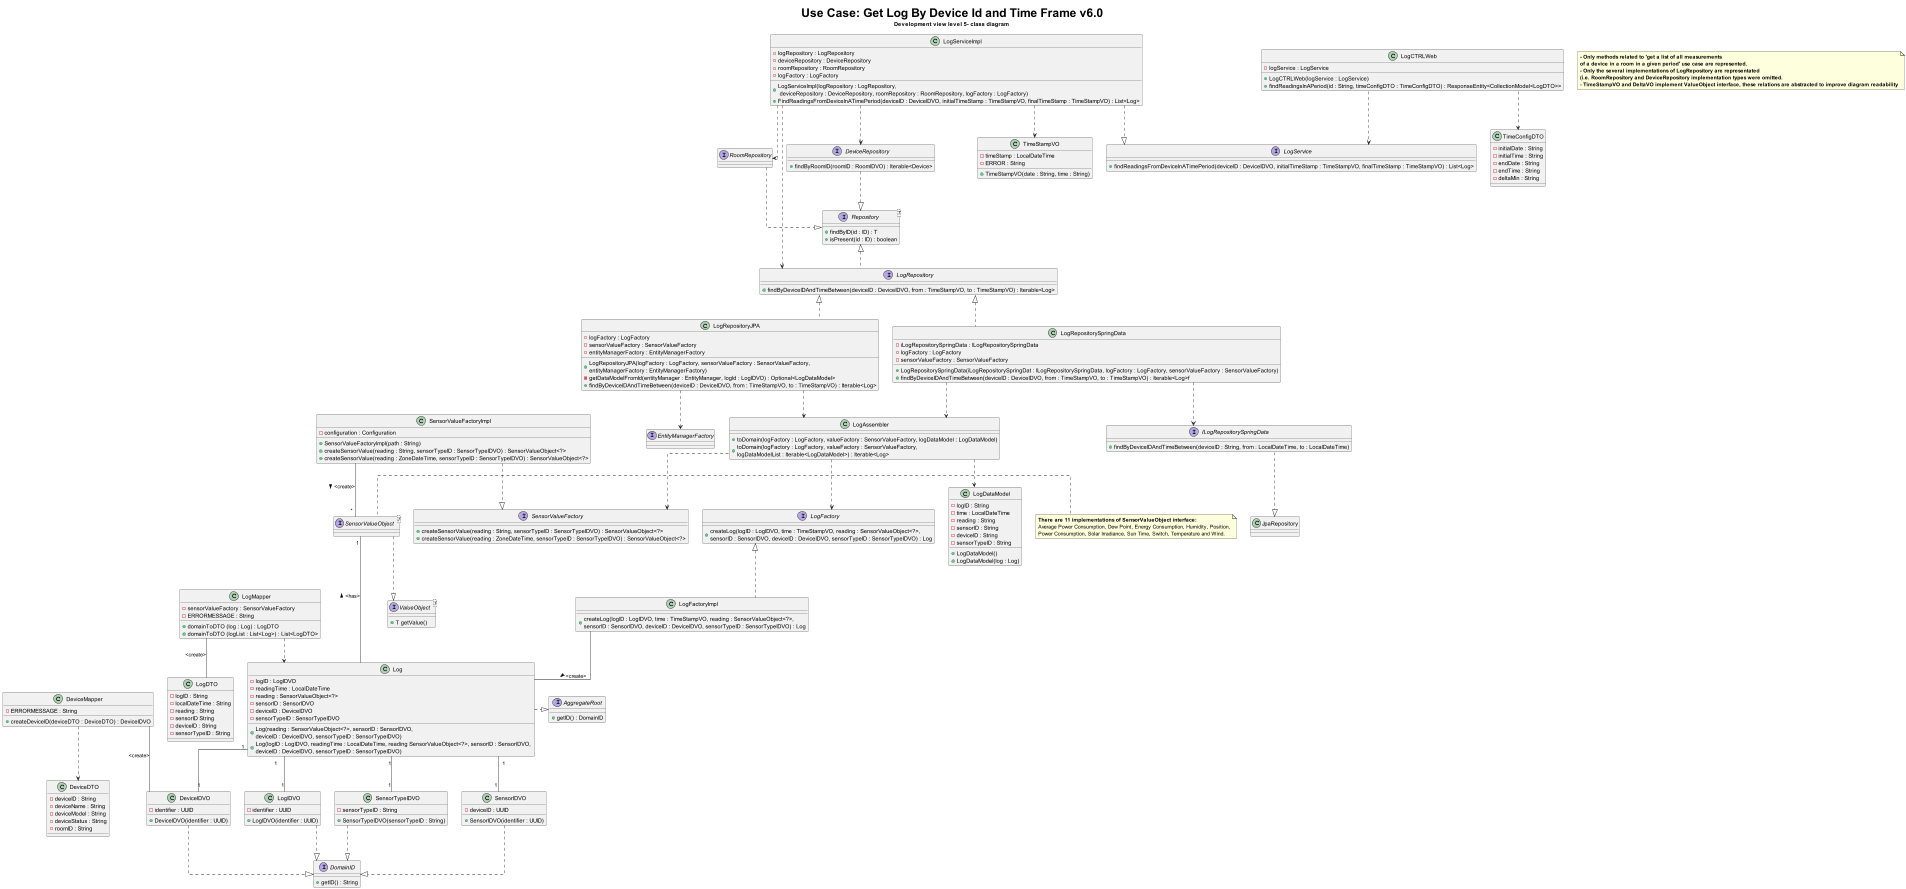 Use Case: Get Log By Device Id and Time Frame v6.0
Development view level 5- class diagram
LogServiceImpl
logRepository : LogRepository
deviceRepository : DeviceRepository
roomRepository : RoomRepository
logFactory : LogFactory
LogServiceImpl(logRepository : LogRepository,
deviceRepository : DeviceRepository, roomRepository : RoomRepository, logFactory : LogFactory)
FindReadingsFromDeviceInATimePeriod(deviceID : DeviceIDVO, initialTimeStamp : TimeStampVO, finalTimeStamp : TimeStampVO) : List<Log>
LogCTRLWeb
logService : LogService
LogCTRLWeb(logService : LogService)
findReadingsInAPeriod(id : String, timeConfigDTO : TimeConfigDTO) : ResponseEntity<CollectionModel<LogDTO>>
- Only methods related to 'get a list of all measurements
of a device in a room in a given period' use case are represented.
- Only the several implementations of LogRepository are representated
(i.e. RoomRepository and DeviceRepository implementation types were omitted.
- TimeStampVO and DeltaVO implement ValueObject interface, these relations are abstracted to improve diagram readability
RoomRepository
DeviceRepository
findByRoomID(roomID : RoomIDVO) : Iterable<Device>
TimeStampVO
timeStamp : LocalDateTime
ERROR : String
TimeStampVO(date : String, time : String)
LogService
findReadingsFromDeviceInATimePeriod(deviceID : DeviceIDVO, initialTimeStamp : TimeStampVO, finalTimeStamp : TimeStampVO) : List<Log>
TimeConfigDTO
initialDate : String
initialTime : String
endDate : String
endTime : String
deltaMin : String
Repository
findByID(id : ID) : T
isPresent(id : ID) : boolean
LogRepository
findByDeviceIDAndTimeBetween(deviceID : DeviceIDVO, from : TimeStampVO, to : TimeStampVO) : Iterable<Log>
LogRepositoryJPA
logFactory : LogFactory
sensorValueFactory : SensorValueFactory
entityManagerFactory : EntityManagerFactory
LogRepositoryJPA(logFactory : LogFactory, sensorValueFactory : SensorValueFactory,
entityManagerFactory : EntityManagerFactory)
getDataModelFromId(entityManager : EntityManager, logId : LogIDVO) : Optional<LogDataModel>
findByDeviceIDAndTimeBetween(deviceID : DeviceIDVO, from : TimeStampVO, to : TimeStampVO) : Iterable<Log>
LogRepositorySpringData
iLogRepositorySpringData : ILogRepositorySpringData
logFactory : LogFactory
sensorValueFactory : SensorValueFactory
LogRepositorySpringData(iLogRepositorySpringDat : ILogRepositorySpringData, logFactory : LogFactory, sensorValueFactory : SensorValueFactory)
findByDeviceIDAndTimeBetween(deviceID : DeviceIDVO, from : TimeStampVO, to : TimeStampVO) : Iterable<Log>f
SensorValueFactoryImpl
configuration : Configuration
SensorValueFactoryImpl(path : String)
createSensorValue(reading : String, sensorTypeID : SensorTypeIDVO) : SensorValueObject<?>
createSensorValue(reading : ZoneDateTime, sensorTypeID : SensorTypeIDVO) : SensorValueObject<?>
EntityManagerFactory
LogAssembler
toDomain(logFactory : LogFactory, valueFactory : SensorValueFactory, logDataModel : LogDataModel)
toDomain(logFactory : LogFactory, valueFactory : SensorValueFactory,
logDataModelList : Iterable<LogDataModel>) : Iterable<Log>
ILogRepositorySpringData
findByDeviceIDAndTimeBetween(deviceID : String, from : LocalDateTime, to : LocalDateTime)
<create>
*
SensorValueObject
1
SensorValueFactory
createSensorValue(reading : String, sensorTypeID : SensorTypeIDVO) : SensorValueObject<?>
createSensorValue(reading : ZoneDateTime, sensorTypeID : SensorTypeIDVO) : SensorValueObject<?>
LogFactory
createLog(logID : LogIDVO, time : TimeStampVO, reading : SensorValueObject<?>,
sensorID : SensorIDVO, deviceID : DeviceIDVO, sensorTypeID : SensorTypeIDVO) : Log
LogDataModel
logID : String
time : LocalDateTime
reading : String
sensorID : String
deviceID : String
sensorTypeID : String
LogDataModel()
LogDataModel(log : Log)
There are 11 implementations of SensorValueObject interface:
Average Power Consumption, Dew Point, Energy Consumption, Humidity, Position,
Power Consumption, Solar Irradiance, Sun Time, Switch, Temperature and Wind.
JpaRepository
LogMapper
sensorValueFactory : SensorValueFactory
ERRORMESSAGE : String
domainToDTO (log : Log) : LogDTO
domainToDTO (logList : List<Log>) : List<LogDTO>
<has>
ValueObject
T getValue()
LogFactoryImpl
createLog(logID : LogIDVO, time : TimeStampVO, reading : SensorValueObject<?>,
sensorID : SensorIDVO, deviceID : DeviceIDVO, sensorTypeID : SensorTypeIDVO) : Log
<create>
<create>
DeviceMapper
ERRORMESSAGE : String
createDeviceID(deviceDTO : DeviceDTO) : DeviceIDVO
LogDTO
logID : String
localDateTime : String
reading : String
sensorID String
deviceID : String
sensorTypeID : String
Log
logID : LogIDVO
readingTime : LocalDateTime
reading : SensorValueObject<?>
sensorID : SensorIDVO
deviceID : DeviceIDVO
sensorTypeID : SensorTypeIDVO
Log(reading : SensorValueObject<?>, sensorID : SensorIDVO,
deviceID : DeviceIDVO, sensorTypeID : SensorTypeIDVO)
Log(logID : LogIDVO, readingTime : LocalDateTime, reading SensorValueObject<?>, sensorID : SensorIDVO,
deviceID : DeviceIDVO, sensorTypeID : SensorTypeIDVO)
AggregateRoot
getID() : DomainID
<create>
1
1
1
1
1
1
1
1
DeviceDTO
deviceID : String
deviceName : String
deviceModel : String
deviceStatus : String
roomID : String
DeviceIDVO
identifier : UUID
DeviceIDVO(identifier : UUID)
LogIDVO
identifier : UUID
LogIDVO(identifier : UUID)
SensorTypeIDVO
sensorTypeID : String
SensorTypeIDVO(sensorTypeID : String)
SensorIDVO
deviceID : UUID
SensorIDVO(identifier : UUID)
DomainID
getID() : String